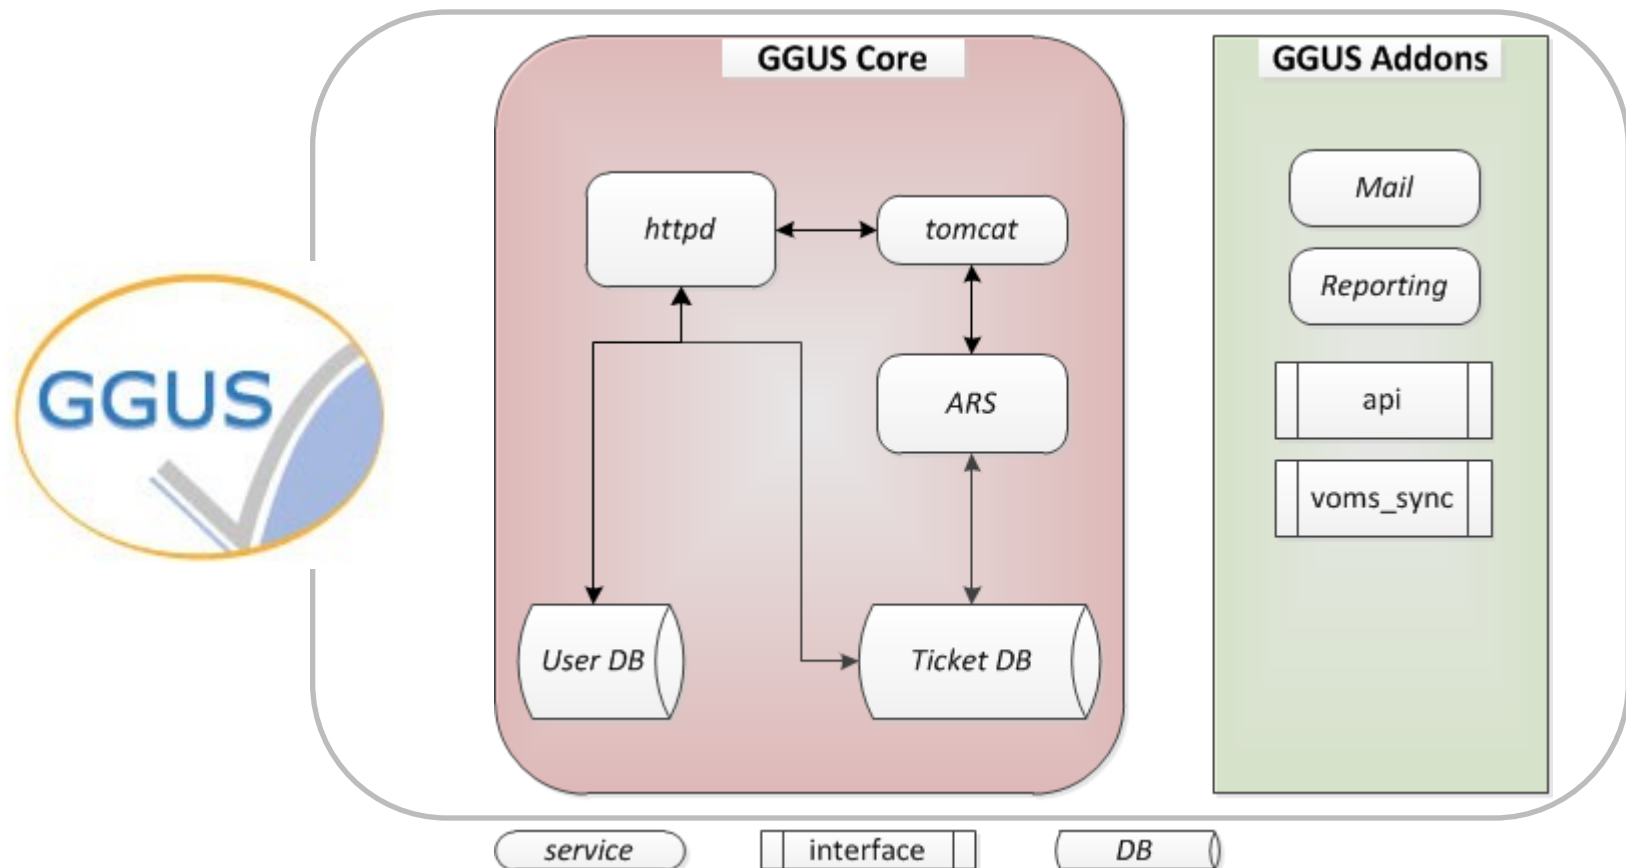 GGUS
GGUS Core
httpd
tomcat
ARS
User DB
Ticket DB
GGUS Addons
Mail
Reporting
api
voms_sync
service
interface
DB